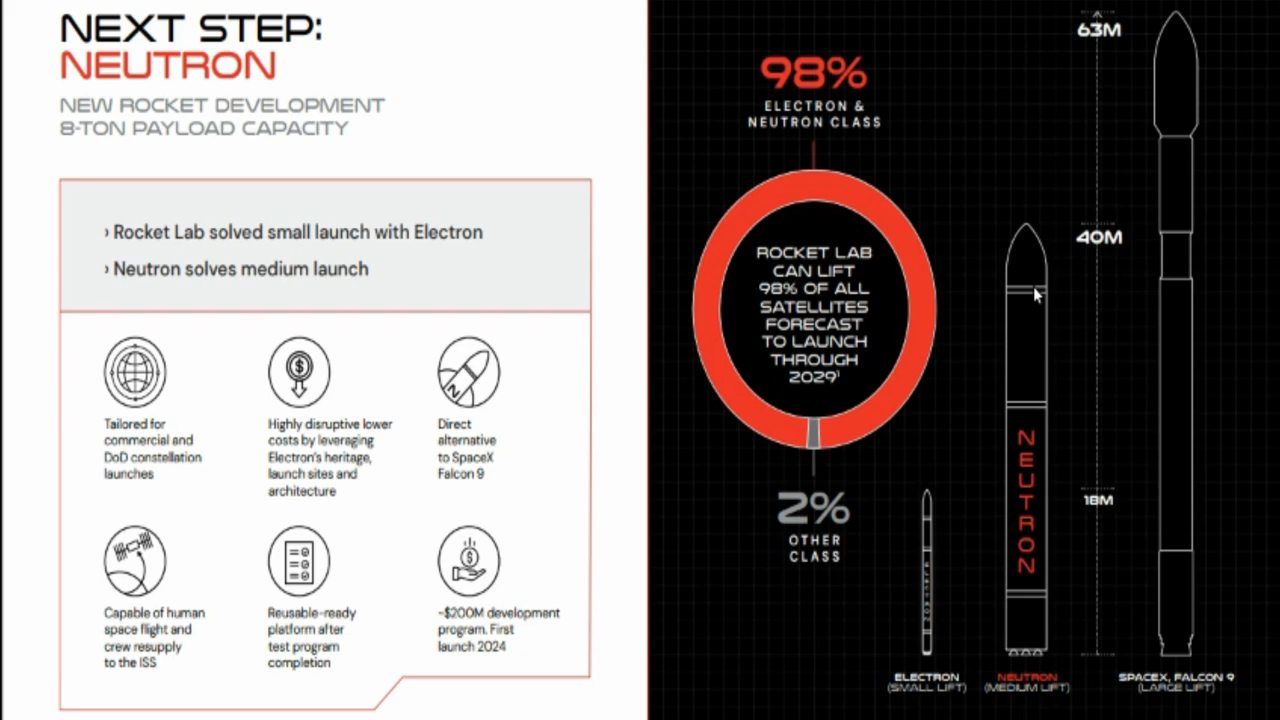 NEXT STEP:
NEUTRON
NEW ROCKET DEVELOPMENT
8-TON PAYLOAD CAPACITY
› Rocket Lab solved small launch with Electron
› Neutron solves medium launch
Tailored for
commercial and
DoD constellation
launches
Highly disruptive lower
costs by leveraging
Electron's heritage,
launch sites and
architecture
Direct
alternative
to SpaceX
Falcon 9
Capable of human
space flight and
crew resupply
to the ISS
Reusable-ready
platform after
test program
completion
~$200M development
program. First
launch 2024
98%
ELECTRON &
NEUTRON CLASS
ROCKET LAB
CAN LIFT
98% OF ALL
SATELLITES
FORECAST
TO LAUNCH
THROUGH
2029¹
2%
OTHER
CLASS
63M
40M
18M
NEUTRON
ELECTRON
(SMALL LIFT)
NEUTRON
(MEDIUM LIFT)
SPACEX, FALCON 9
(LARGE LIFT)